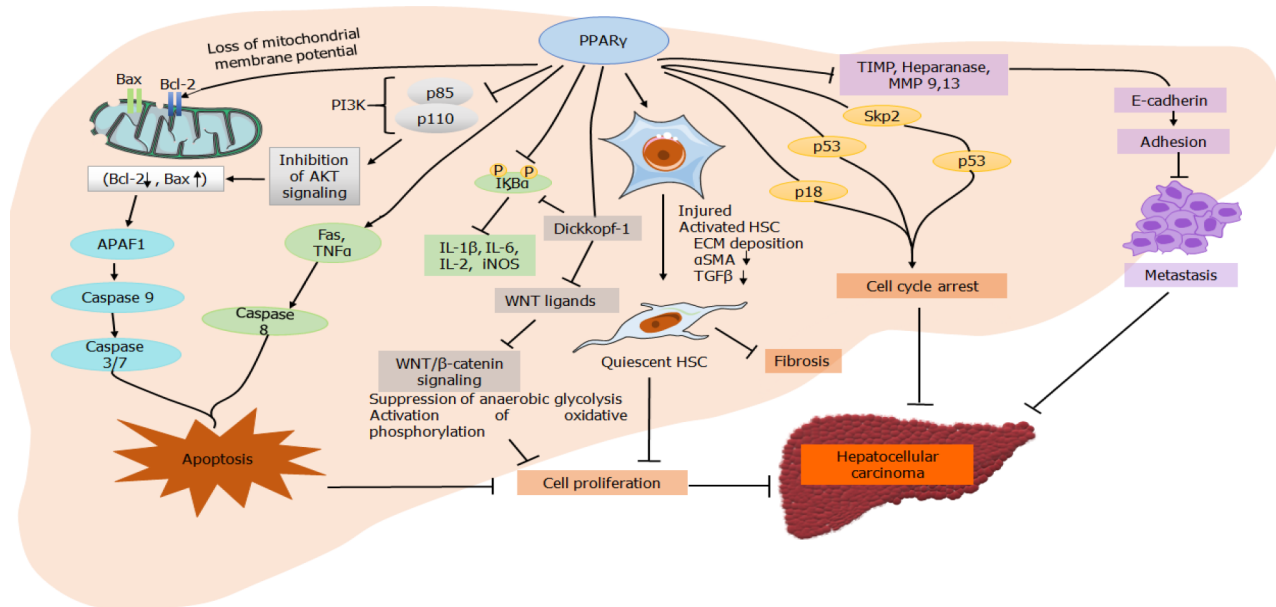 PPARγ
Loss of mitochondrial
membrane potential
Bax
Bcl-2
PI3K
p85
p110
TIMP, Heparanase,
MMP 9,13
Skp2
E-cadherin
p53
Adhesion
p53
Inhibition
of AKT
signaling
(Bcl-2↓, Bax↑)
P P
IKBα
p18
Injured
Activated HSC
ECM deposition
αSMA ↓
TGFβ ↓
Dickkopf-1
Fas,
TNFα
APAF1
IL-1β, IL-6,
IL-2, iNOS
Metastasis
Cell cycle arrest
Caspase 9
WNT ligands
Caspase
8
Caspase
3/7
WNT/β-catenin
signaling
Quiescent HSC
Fibrosis
Suppression of anaerobic glycolysis
Activation of oxidative
phosphorylation
Apoptosis
Cell proliferation
Hepatocellular
carcinoma